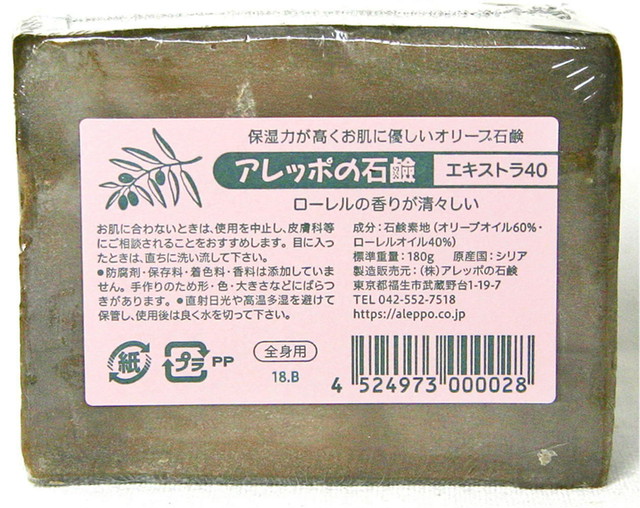 保湿力が高くお肌に優しいオリーブ石鹸
アレッポの石鹸
エキストラ40
ローレルの香りが清々しい
お肌に合わないときは、使用を中止し、皮膚科等
にご相談されることをおすすめします。目に入っ
たときは、直ちに洗い流して下さい。
●防腐剤・保存料・着色料・香料は添加していま
せん。手作りのため形・色・大きさなどにばらつ
きがあります。●直射日光や高温多湿を避けて
保管し、使用後は良く水を切って下さい。
成分：石鹸素地（オリーブオイル60%・
ローレルオイル40%）
標準重量：180g 原産国：シリア
製造販売元：（株）アレッポの石鹸
東京都福生市武蔵野台1-19-7
TEL 042-552-7518
https://aleppo.co.jp
紙
プラ
PP
全身用
18.B
4 524973 000028